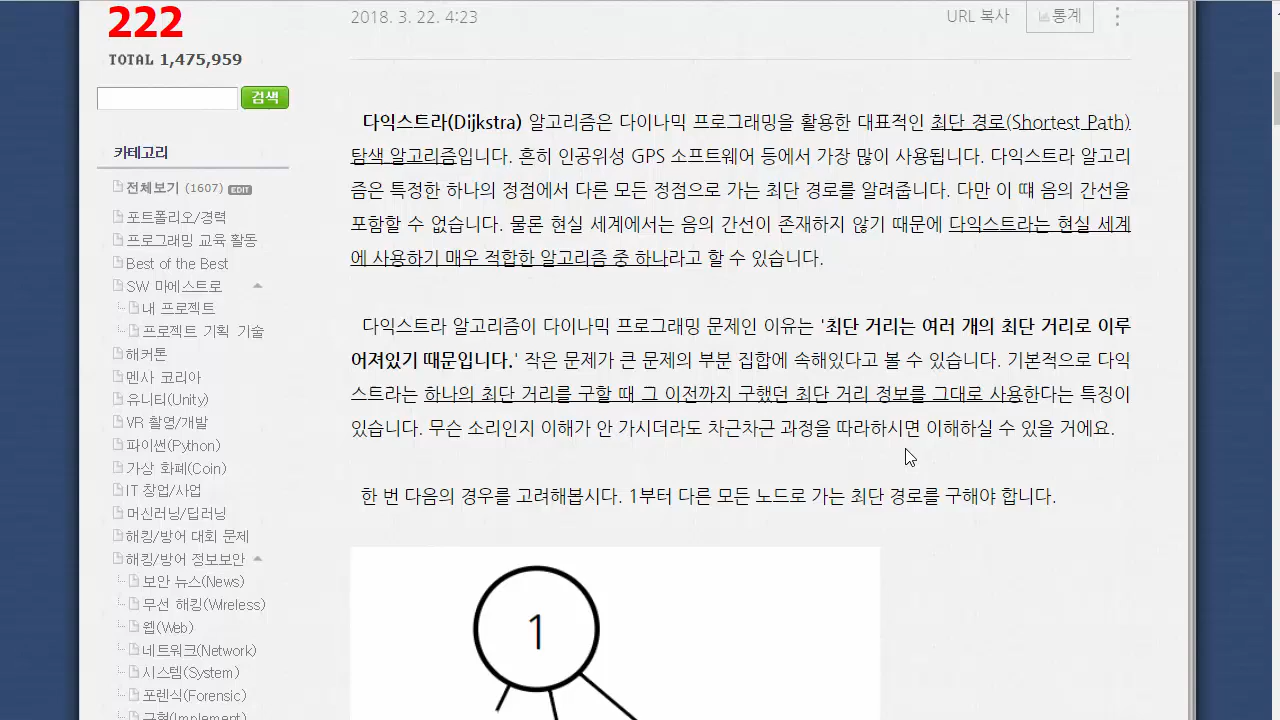 222
TOTAL 1,475,959
검색
카테고리
전체보기 (1607) EDIT
포트폴리오/경력
프로그래밍 교육 활동
Best of the Best
SW 마에스트로
내 프로젝트
프로젝트 기획 기술
해커톤
멘사 코리아
유니티(Unity)
VR 촬영/개발
파이썬(Python)
가상 화폐(Coin)
IT 창업/사업
머신러닝/딥러닝
해킹/방어 대회 문제
해킹/방어 정보보안
보안 뉴스(News)
무선 해킹(Wireless)
웹(Web)
네트워크(Network)
시스템(System)
포렌식(Forensic)
구현(Implement)
2018. 3. 22. 4:23
URL 복사
통계
다익스트라(Dijkstra) 알고리즘은 다이나믹 프로그래밍을 활용한 대표적인 최단 경로(Shortest Path)
탐색 알고리즘입니다. 흔히 인공위성 GPS 소프트웨어 등에서 가장 많이 사용됩니다. 다익스트라 알고리
즘은 특정한 하나의 정점에서 다른 모든 정점으로 가는 최단 경로를 알려줍니다. 다만 이 떄 음의 간선을
포함할 수 없습니다. 물론 현실 세계에서는 음의 간선이 존재하지 않기 때문에 다익스트라는 현실 세계
에 사용하기 매우 적합한 알고리즘 중 하나라고 할 수 있습니다.
다익스트라 알고리즘이 다이나믹 프로그래밍 문제인 이유는 '최단 거리는 여러 개의 최단 거리로 이루
어져있기 때문입니다.' 작은 문제가 큰 문제의 부분 집합에 속해있다고 볼 수 있습니다. 기본적으로 다익
스트라는 하나의 최단 거리를 구할 때 그 이전까지 구했던 최단 거리 정보를 그대로 사용한다는 특징이
있습니다. 무슨 소리인지 이해가 안 가시더라도 차근차근 과정을 따라하시면 이해하실 수 있을 거에요.
한 번 다음의 경우를 고려해봅시다. 1부터 다른 모든 노드로 가는 최단 경로를 구해야 합니다.
1